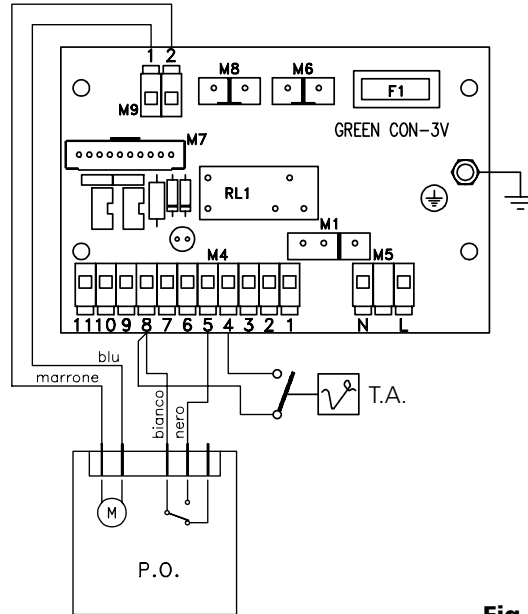 1 2
M8 M6
M9
F1
GREEN CON-3V
M7
RL1
M1
M4 M5
11 10 9 8 7 6 5 4 3 2 1 N L
blu
marrone
bianco
nero
T.A.
M
P.O.
Fig